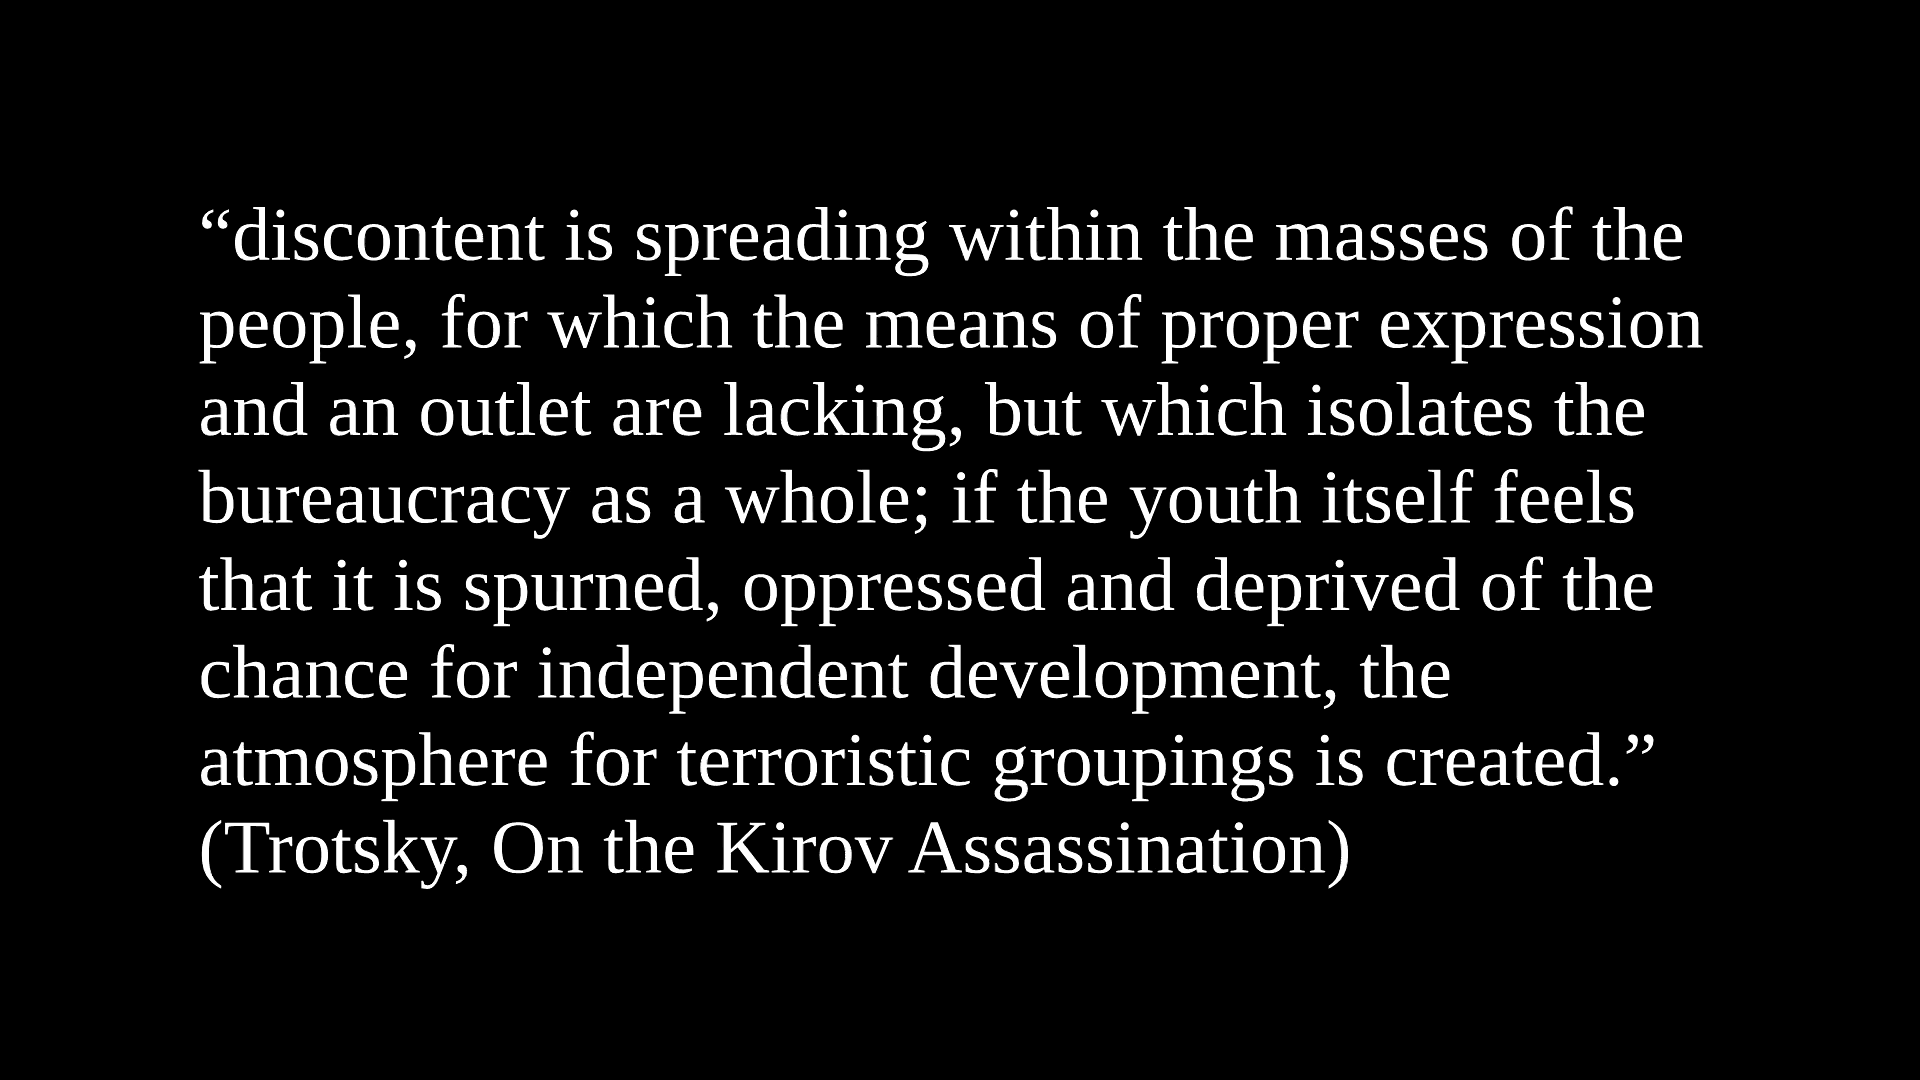 “discontent is spreading within the masses of the
people, for which the means of proper expression
and an outlet are lacking, but which isolates the
bureaucracy as a whole; if the youth itself feels
that it is spurned, oppressed and deprived of the
chance for independent development, the
atmosphere for terroristic groupings is created.”
(Trotsky, On the Kirov Assassination)